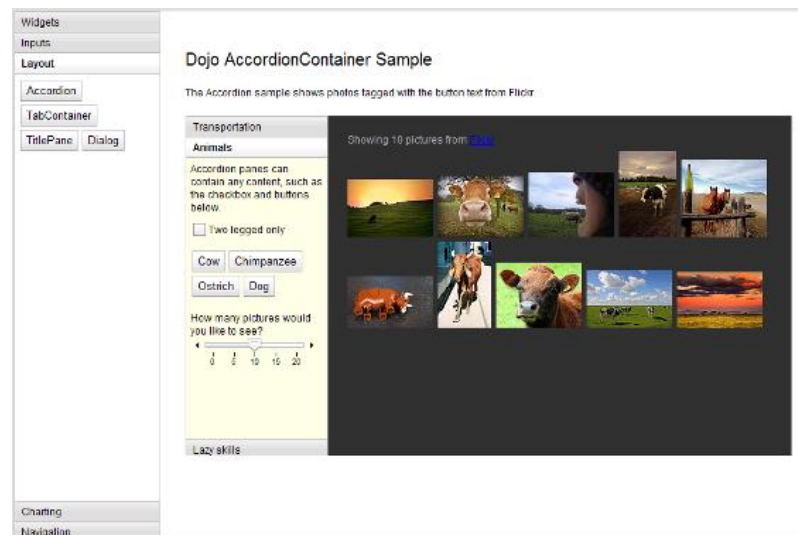 Widgets
Inputs
Layout
Accordion
TabContainer
TitlePane Dialog
Charting
Navigation
Dojo AccordionContainer Sample
The Accordion sample shows photos tagged with the button text from Flickr
Transportation
Animals
Accordion panes can
contain any content, such as
the checkbox and buttons
below.
Two legged only
Cow Chimpanzee
Ostrich Dog
How many pictures would
you like to see?
0 5 10 15 20
Lazy skills
Showing 10 pictures from Flickr